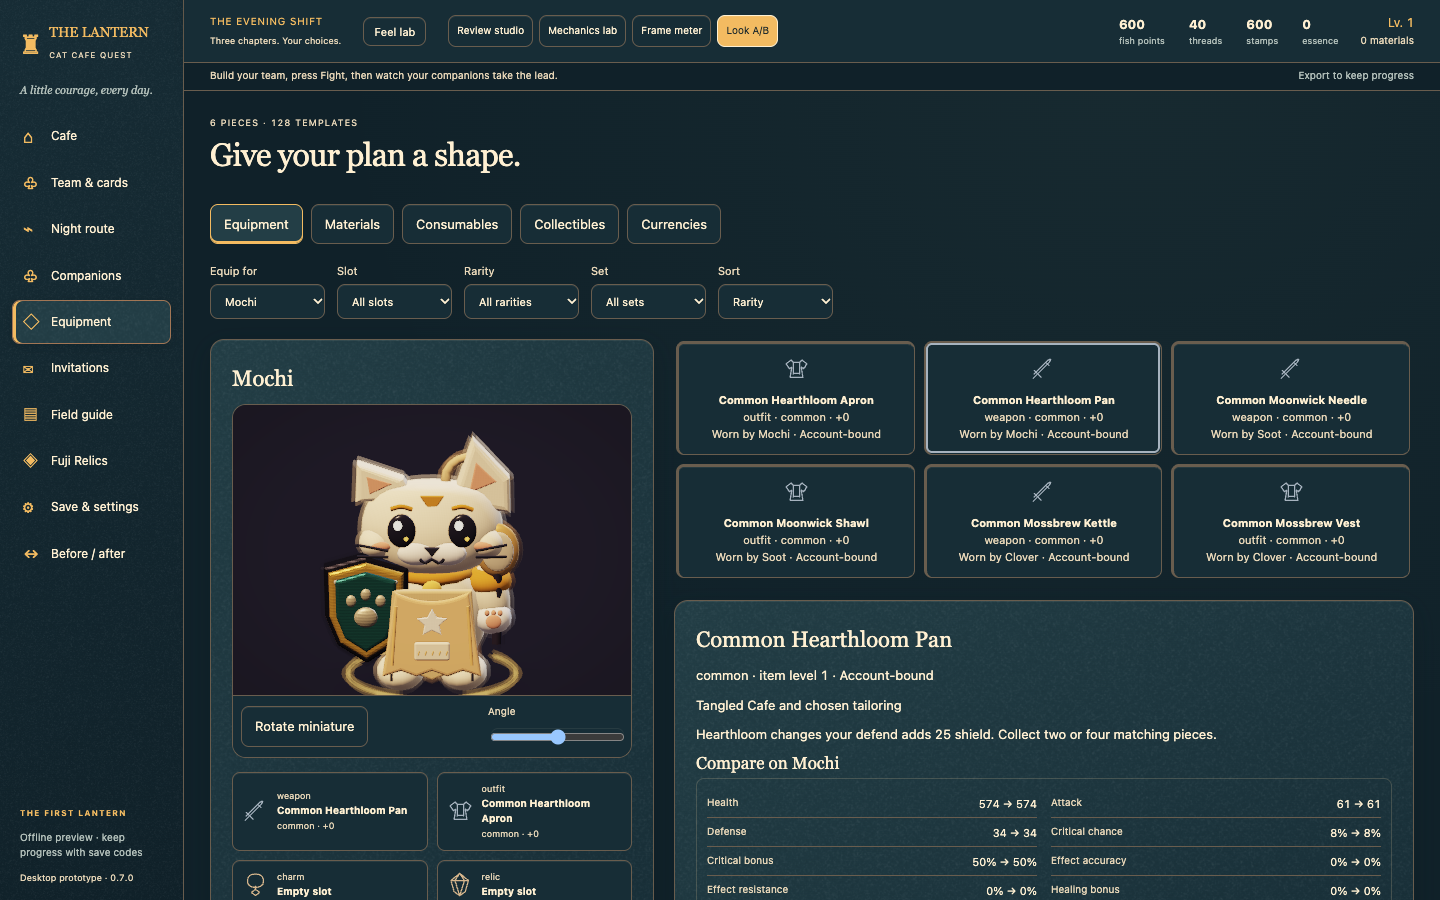 THE LANTERN
CAT CAFE QUEST
A little courage, every day.
Cafe
Team & cards
Night route
Companions
Equipment
Invitations
Field guide
Fuji Relics
Save & settings
Before / after
THE FIRST LANTERN
Offline preview · keep
progress with save codes
Desktop prototype · 0.7.0
THE EVENING SHIFT
Three chapters. Your choices.
Feel lab
Review studio
Mechanics lab
Frame meter
Look A/B
600
fish points
40
threads
600
stamps
0
essence
Lv. 1
0 materials
Build your team, press Fight, then watch your companions take the lead.
Export to keep progress
6 PIECES · 128 TEMPLATES
Give your plan a shape.
Equipment
Materials
Consumables
Collectibles
Currencies
Equip for
Slot
Rarity
Set
Sort
Mochi
All slots
All rarities
All sets
Rarity
Mochi
Rotate miniature
Angle
weapon
Common Hearthloom Pan
common · +0
outfit
Common Hearthloom
Apron
common · +0
charm
Empty slot
relic
Empty slot
Common Hearthloom Apron
outfit · common · +0
Worn by Mochi · Account-bound
Common Hearthloom Pan
weapon · common · +0
Worn by Mochi · Account-bound
Common Moonwick Needle
weapon · common · +0
Worn by Soot · Account-bound
Common Moonwick Shawl
outfit · common · +0
Worn by Soot · Account-bound
Common Mossbrew Kettle
weapon · common · +0
Worn by Clover · Account-bound
Common Mossbrew Vest
outfit · common · +0
Worn by Clover · Account-bound
Common Hearthloom Pan
common · item level 1 · Account-bound
Tangled Cafe and chosen tailoring
Hearthloom changes your defend adds 25 shield. Collect two or four matching pieces.
Compare on Mochi
Health 574 → 574
Attack 61 → 61
Defense 34 → 34
Critical chance 8% → 8%
Critical bonus 50% → 50%
Effect accuracy 0% → 0%
Effect resistance 0% → 0%
Healing bonus 0% → 0%